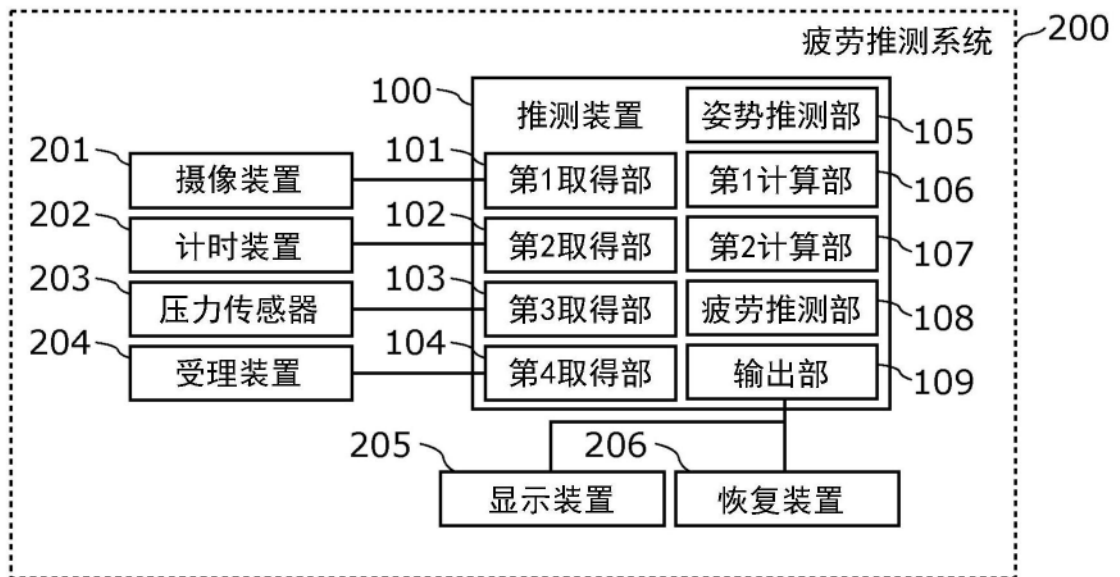 疲劳推测系统
200
100
推测装置
姿势推测部
105
201
摄像装置
101
第1取得部
第1计算部
106
202
计时装置
102
第2取得部
第2计算部
107
203
压力传感器
103
第3取得部
疲劳推测部
108
204
受理装置
104
第4取得部
输出部
109
205
显示装置
206
恢复装置